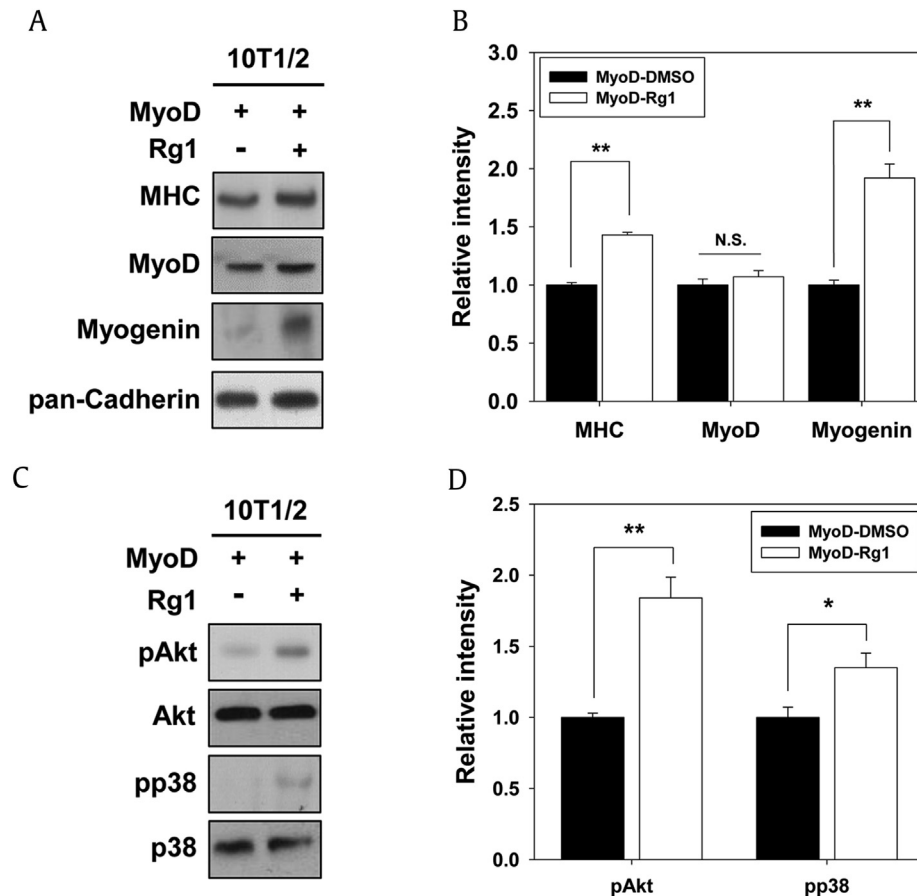 A
10T1/2
MyoD + +
Rg1 - +
MHC
MyoD
Myogenin
pan-Cadherin
B
3.0
2.5
2.0
1.5
1.0
0.5
0.0
Relative intensity
MyoD-DMSO
MyoD-Rg1
**
N.S.
**
MHC MyoD Myogenin
C
10T1/2
MyoD + +
Rg1 - +
pAkt
Akt
pp38
p38
D
2.5
2.0
1.5
1.0
0.5
0.0
Relative intensity
MyoD-DMSO
MyoD-Rg1
**
*
pAkt pp38